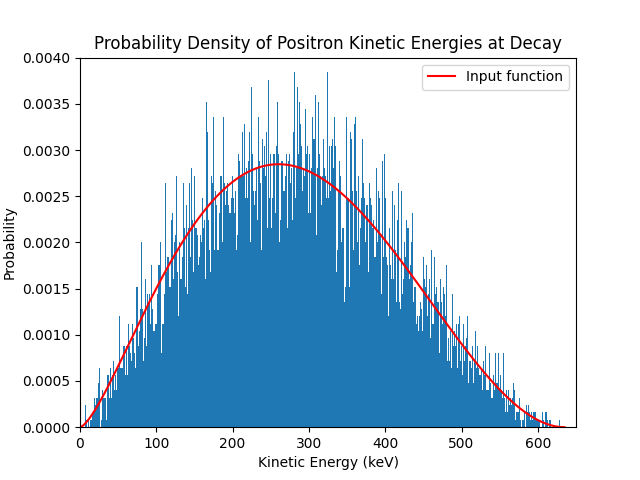 Probability Density of Positron Kinetic Energies at Decay
Input function
0.0040
0.0035
0.0030
0.0025
0.0020
0.0015
0.0010
0.0005
0.0000
Probability
0 100 200 300 400 500 600
Kinetic Energy (keV)